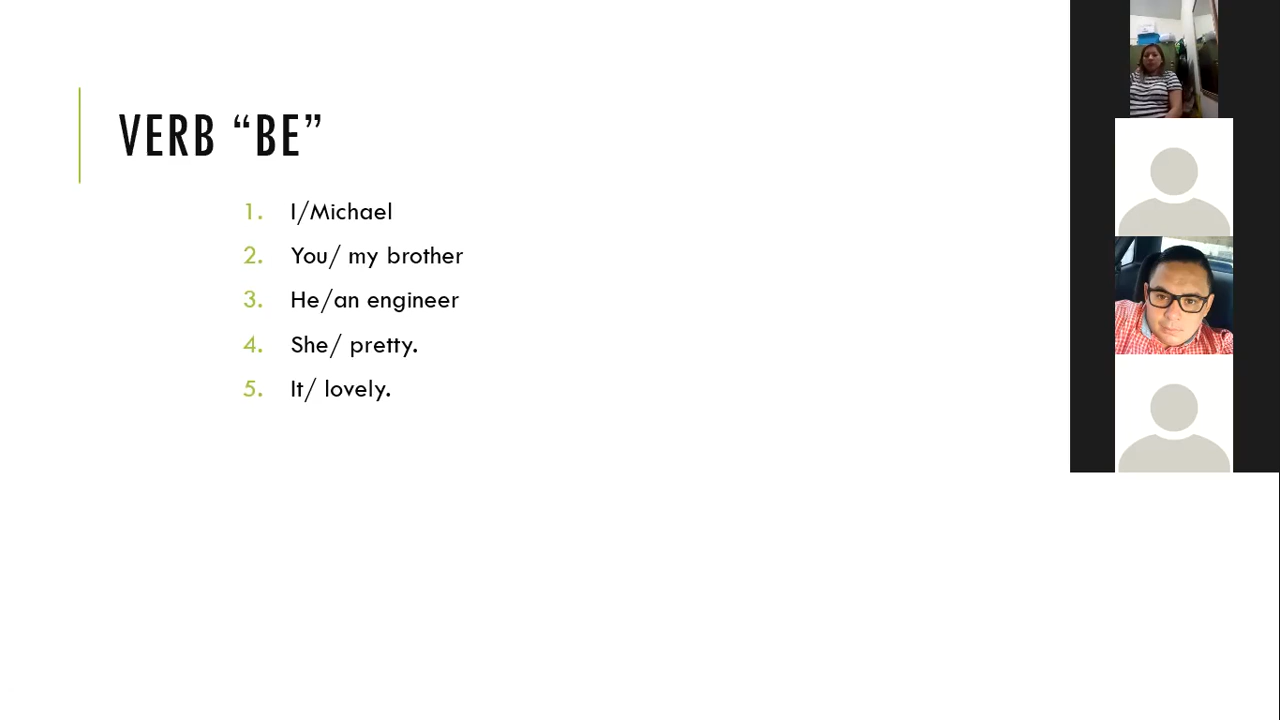 VERB “BE”
1. I/Michael
2. You/ my brother
3. He/an engineer
4. She/ pretty.
5. It/ lovely.